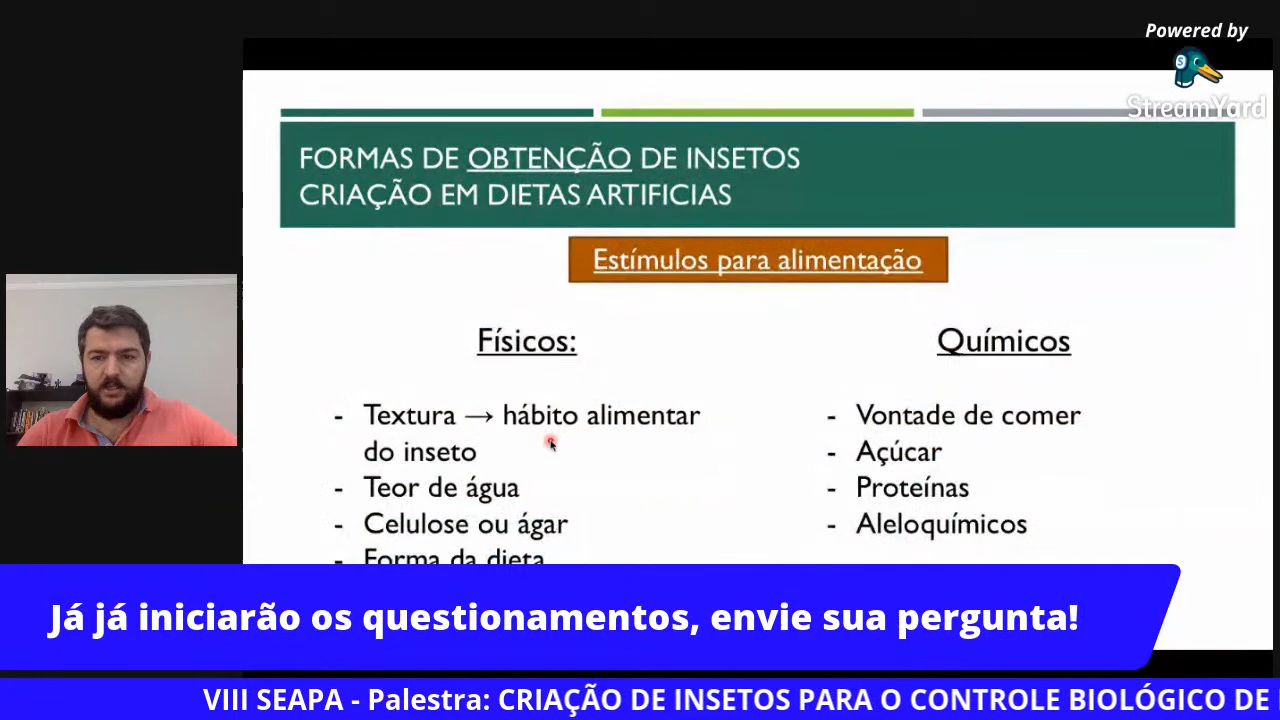 Powered by
StreamYard
FORMAS DE OBTENÇÃO DE INSETOS
CRIAÇÃO EM DIETAS ARTIFICIAS
Estímulos para alimentação
Físicos:
- Textura → hábito alimentar
do inseto
- Teor de água
- Celulose ou ágar
- Forma da dieta
Químicos
- Vontade de comer
- Açúcar
- Proteínas
- Aleloquímicos
Já já iniciarão os questionamentos, envie sua pergunta!
VIII SEAPA - Palestra: CRIAÇÃO DE INSETOS PARA O CONTROLE BIOLÓGICO DE